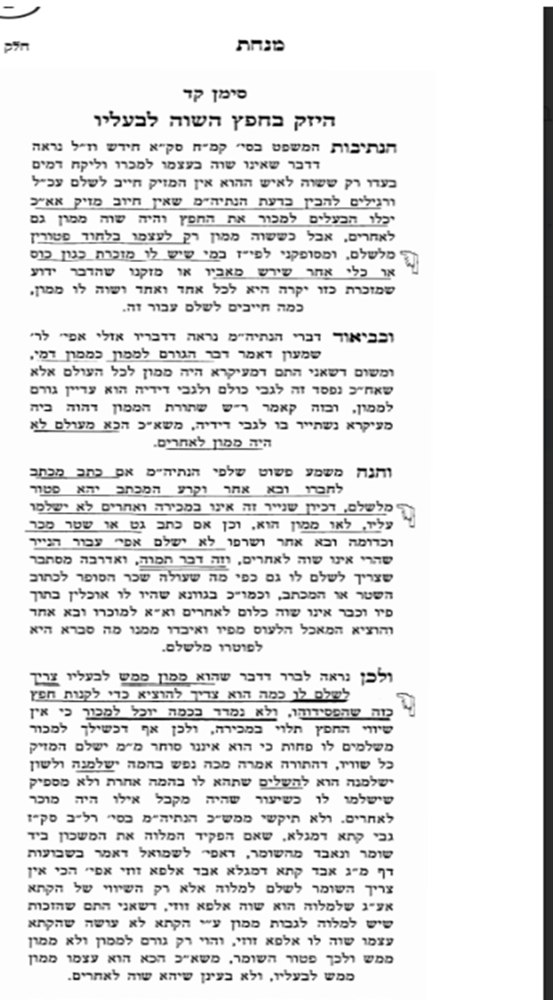 מנחת
חלק
סימן קד
היזק בחפץ השוה לבעליו
הנתיבות המשפט בסי׳ קמ״ח סק״א חידש וז״ל נראה
דדבר שאינו שוה בעצמו למכרו וליקח דמים
בעדו רק ששוה לאיש ההוא אין המזיק חייב לשלם עכ״ל
ורגילים להבין בדעת הנתיה״מ שאין חיוב מזיק אא״כ
יכלו הבעלים למכור את החפץ והיה שוה ממון גם
לאחרים, אבל כששוה ממון רק לעצמו בלחוד פטורין
מלשלם, ומסופקני לפי״ז במי שיש לו מזכרת כגון כוס
או כלי אחר שירש מאביו או מזקנו שהדבר ידוע
שמזכרת כזו יקרה היא לכל אחד ואחד ושוה לו ממון,
כמה חייבים לשלם עבור זה.
ובביאור דברי הנתיה״מ נראה דדבריו אזלי אפי׳ לר׳
שמעון דאמר דבר הגורם לממון כממון דמי,
ומשום דשאני התם דמעיקרא היה ממון לכל העולם אלא
שאח״כ נפסד זה לגבי כולם ולגבי דידיה הוא עדיין גורם
לממון, ובזה קאמר ר״ש שתורת הממון דהוה ביה
מעיקרא נשתייר בו לגבי דידיה, משא״כ הכא מעולם לא
היה ממון לאחרים.
והנה משמע פשוט שלפי הנתיה״מ אם כתב מכתב
לחברו ובא אחר וקרע המכתב יהא פטור
מלשלם, דכיון שנייר זה אינו במכירה ואחרים לא ישלמו
עליו, לאו ממון הוא, וכן אם כתב גט או שטר מכר
וכדומה ובא אחר ושרפו לא ישלם אפי׳ עבור הנייר
שהרי אינו שוה לאחרים, וזה דבר תמוה, ואדרבה מסתבר
שצריך לשלם לו גם כפי מה שעולה שכר הסופר לכתוב
השטר או המכתב, וכמו״כ בגוונא שהיו לו אוכלין בתוך
פיו וכבר אינו שוה כלום לאחרים וא״א למוכרו ובא אחד
והוציא המאכל הלעוס מפיו ואיבדו ממנו מה סברא היא
לפוטרו מלשלם.
ולכן נראה לברר דדבר שהוא ממון ממש לבעליו צריך
לשלם לו כמה הוא צריך להוציא כדי לקנות חפץ
כזה שהפסידוהו, ולא נמדד בכמה יוכל למכור כי אין
שיווי החפץ תלוי במכירה, ולכן אף דכשילך למכור
משלמים לו פחות כי הוא איננו סוחר מ״מ ישלם המזיק
כל שוויו, דהתורה אמרה מכה נפש בהמה ישלמנה ולשון
ישלמנה הוא להשלים שתהא לו בהמה אחרת ולא מספיק
שישלמו לו כשיעור שהיה מקבל אילו היה מוכר
לאחרים. ולא תיקשי ממש״כ הנתיה״מ בסי׳ רל״ב סק״ז
גבי קתא דמגלא, שאם הפקיד המלוה את המשכון ביד
שומר ונאבד מהשומר, דאפי׳ לשמואל דאמר בשבועות
דף מ״ג אבד קתא דמגלא אבד אלפא זוזי אפי׳ הכי אין
צריך השומר לשלם למלוה אלא רק השיווי של הקתא
אע״ג שלמלוה הוא שוה אלפא זוזי, דשאני התם שהזכות
שיש למלוה לגבות ממון ע״י הקתא לא עושה שהקתא
עצמו שוה לו אלפא זוזי, והוי רק גורם לממון ולא ממון
ממש ולכך פטור השומר, משא״כ הכא הוא עצמו ממון
ממש לבעליו, ולא בעינן שיהא שוה לאחרים.